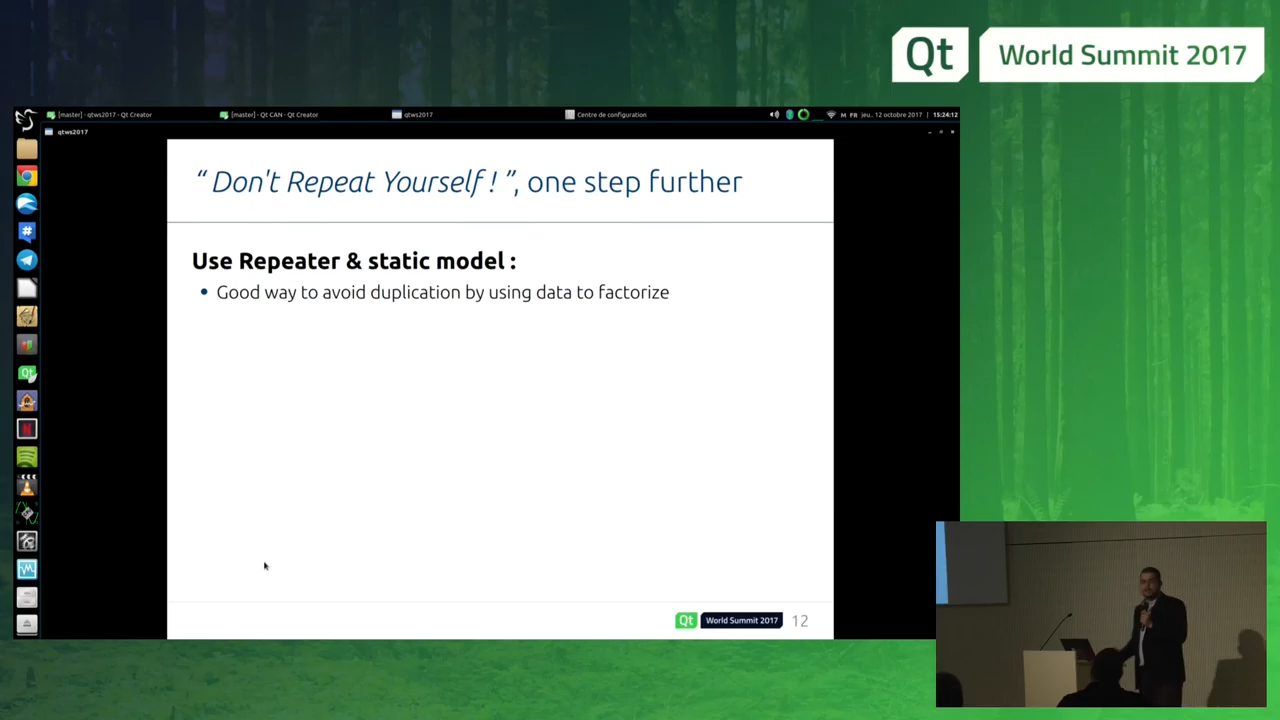 Qt World Summit 2017
[master] - qtws2017 - Qt Creator
[master] - Qt CAN - Qt Creator
qtws2017
Centre de configuration
M FR jeu.. 12 octobre 2017 | 15:24:12
qtws2017
“ Don't Repeat Yourself ! ”, one step further
Use Repeater & static model :
• Good way to avoid duplication by using data to factorize
Qt World Summit 2017 12